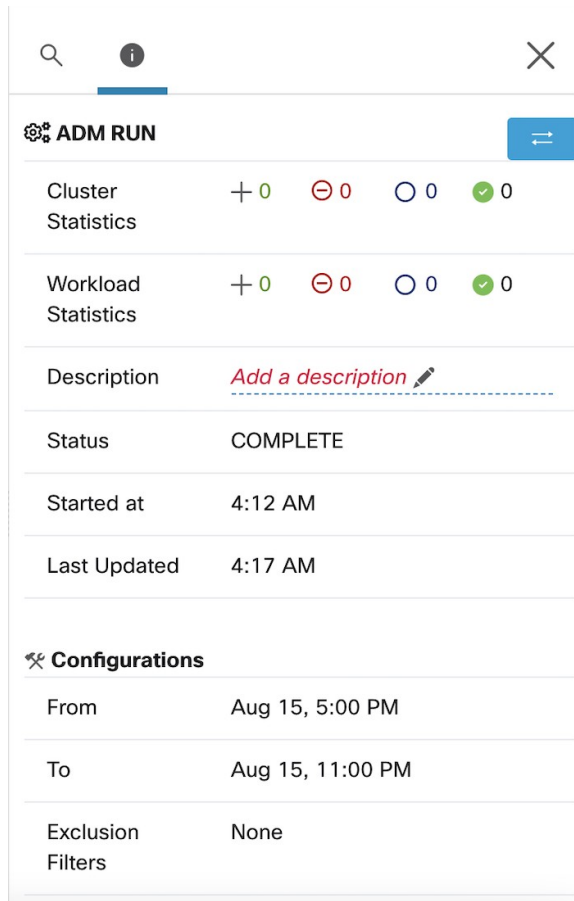 ADM RUN
Cluster Statistics + 0 0 0 0
Workload Statistics + 0 0 0 0
Description Add a description
Status COMPLETE
Started at 4:12 AM
Last Updated 4:17 AM
Configurations
From Aug 15, 5:00 PM
To Aug 15, 11:00 PM
Exclusion Filters None